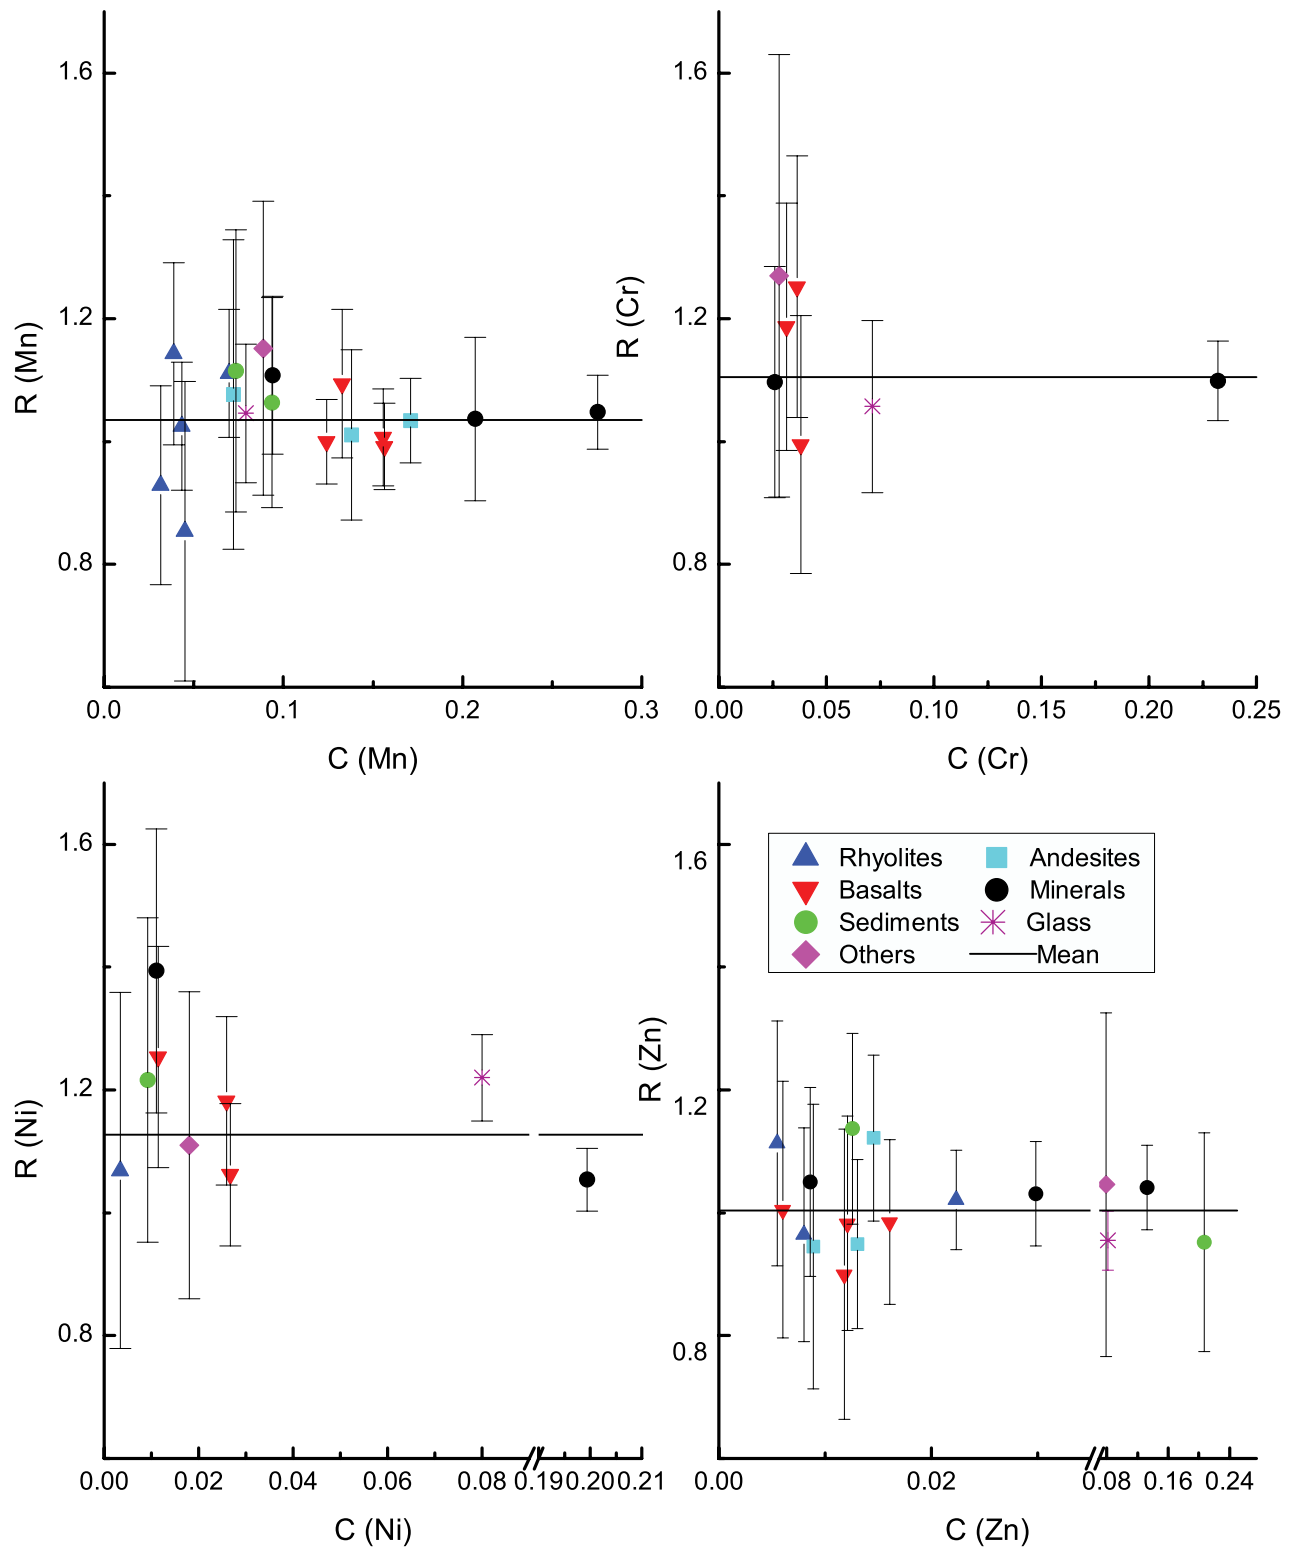 1.6
1.2
0.8
R (Mn)
0.0 0.1 0.2 0.3
C (Mn)
1.6
1.2
0.8
R (Cr)
0.00 0.05 0.10 0.15 0.20 0.25
C (Cr)
1.6
1.2
0.8
R (Ni)
0.00 0.02 0.04 0.06 0.08 0.19 0.20 0.21
C (Ni)
1.6
1.2
0.8
R (Zn)
Rhyolites Andesites
Basalts Minerals
Sediments Glass
Others Mean
0.00 0.02 0.08 0.16 0.24
C (Zn)